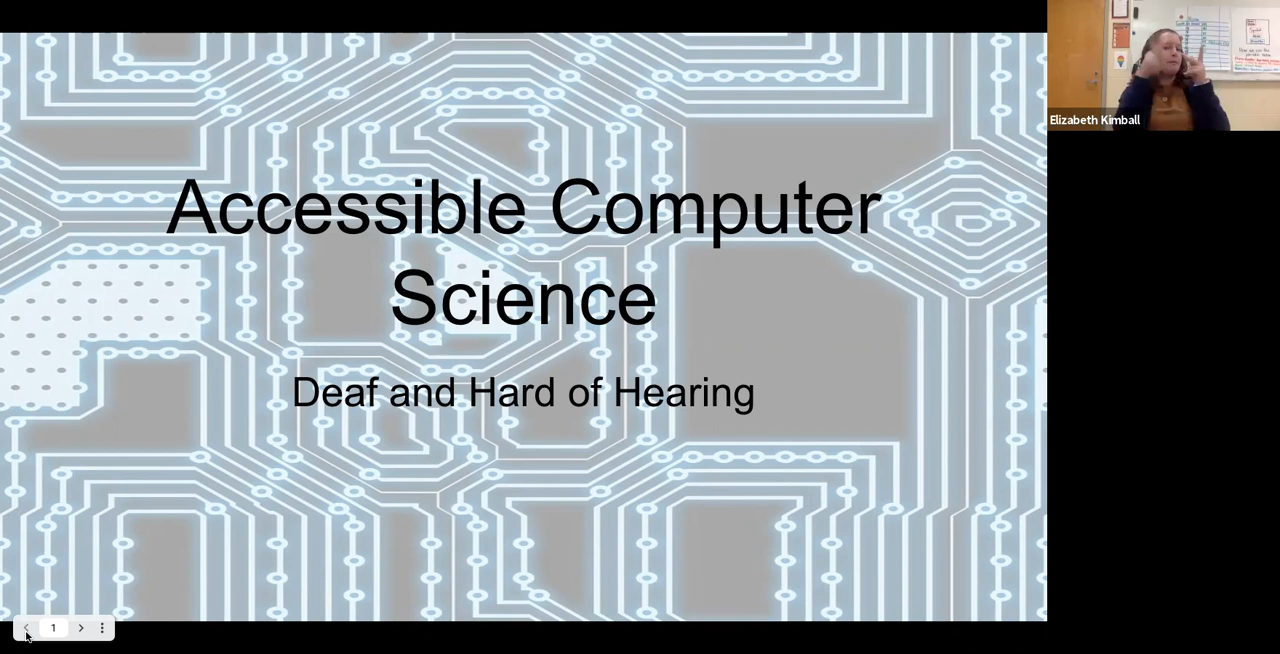 Accessible Computer
Science
Deaf and Hard of Hearing
Elizabeth Kimball
1